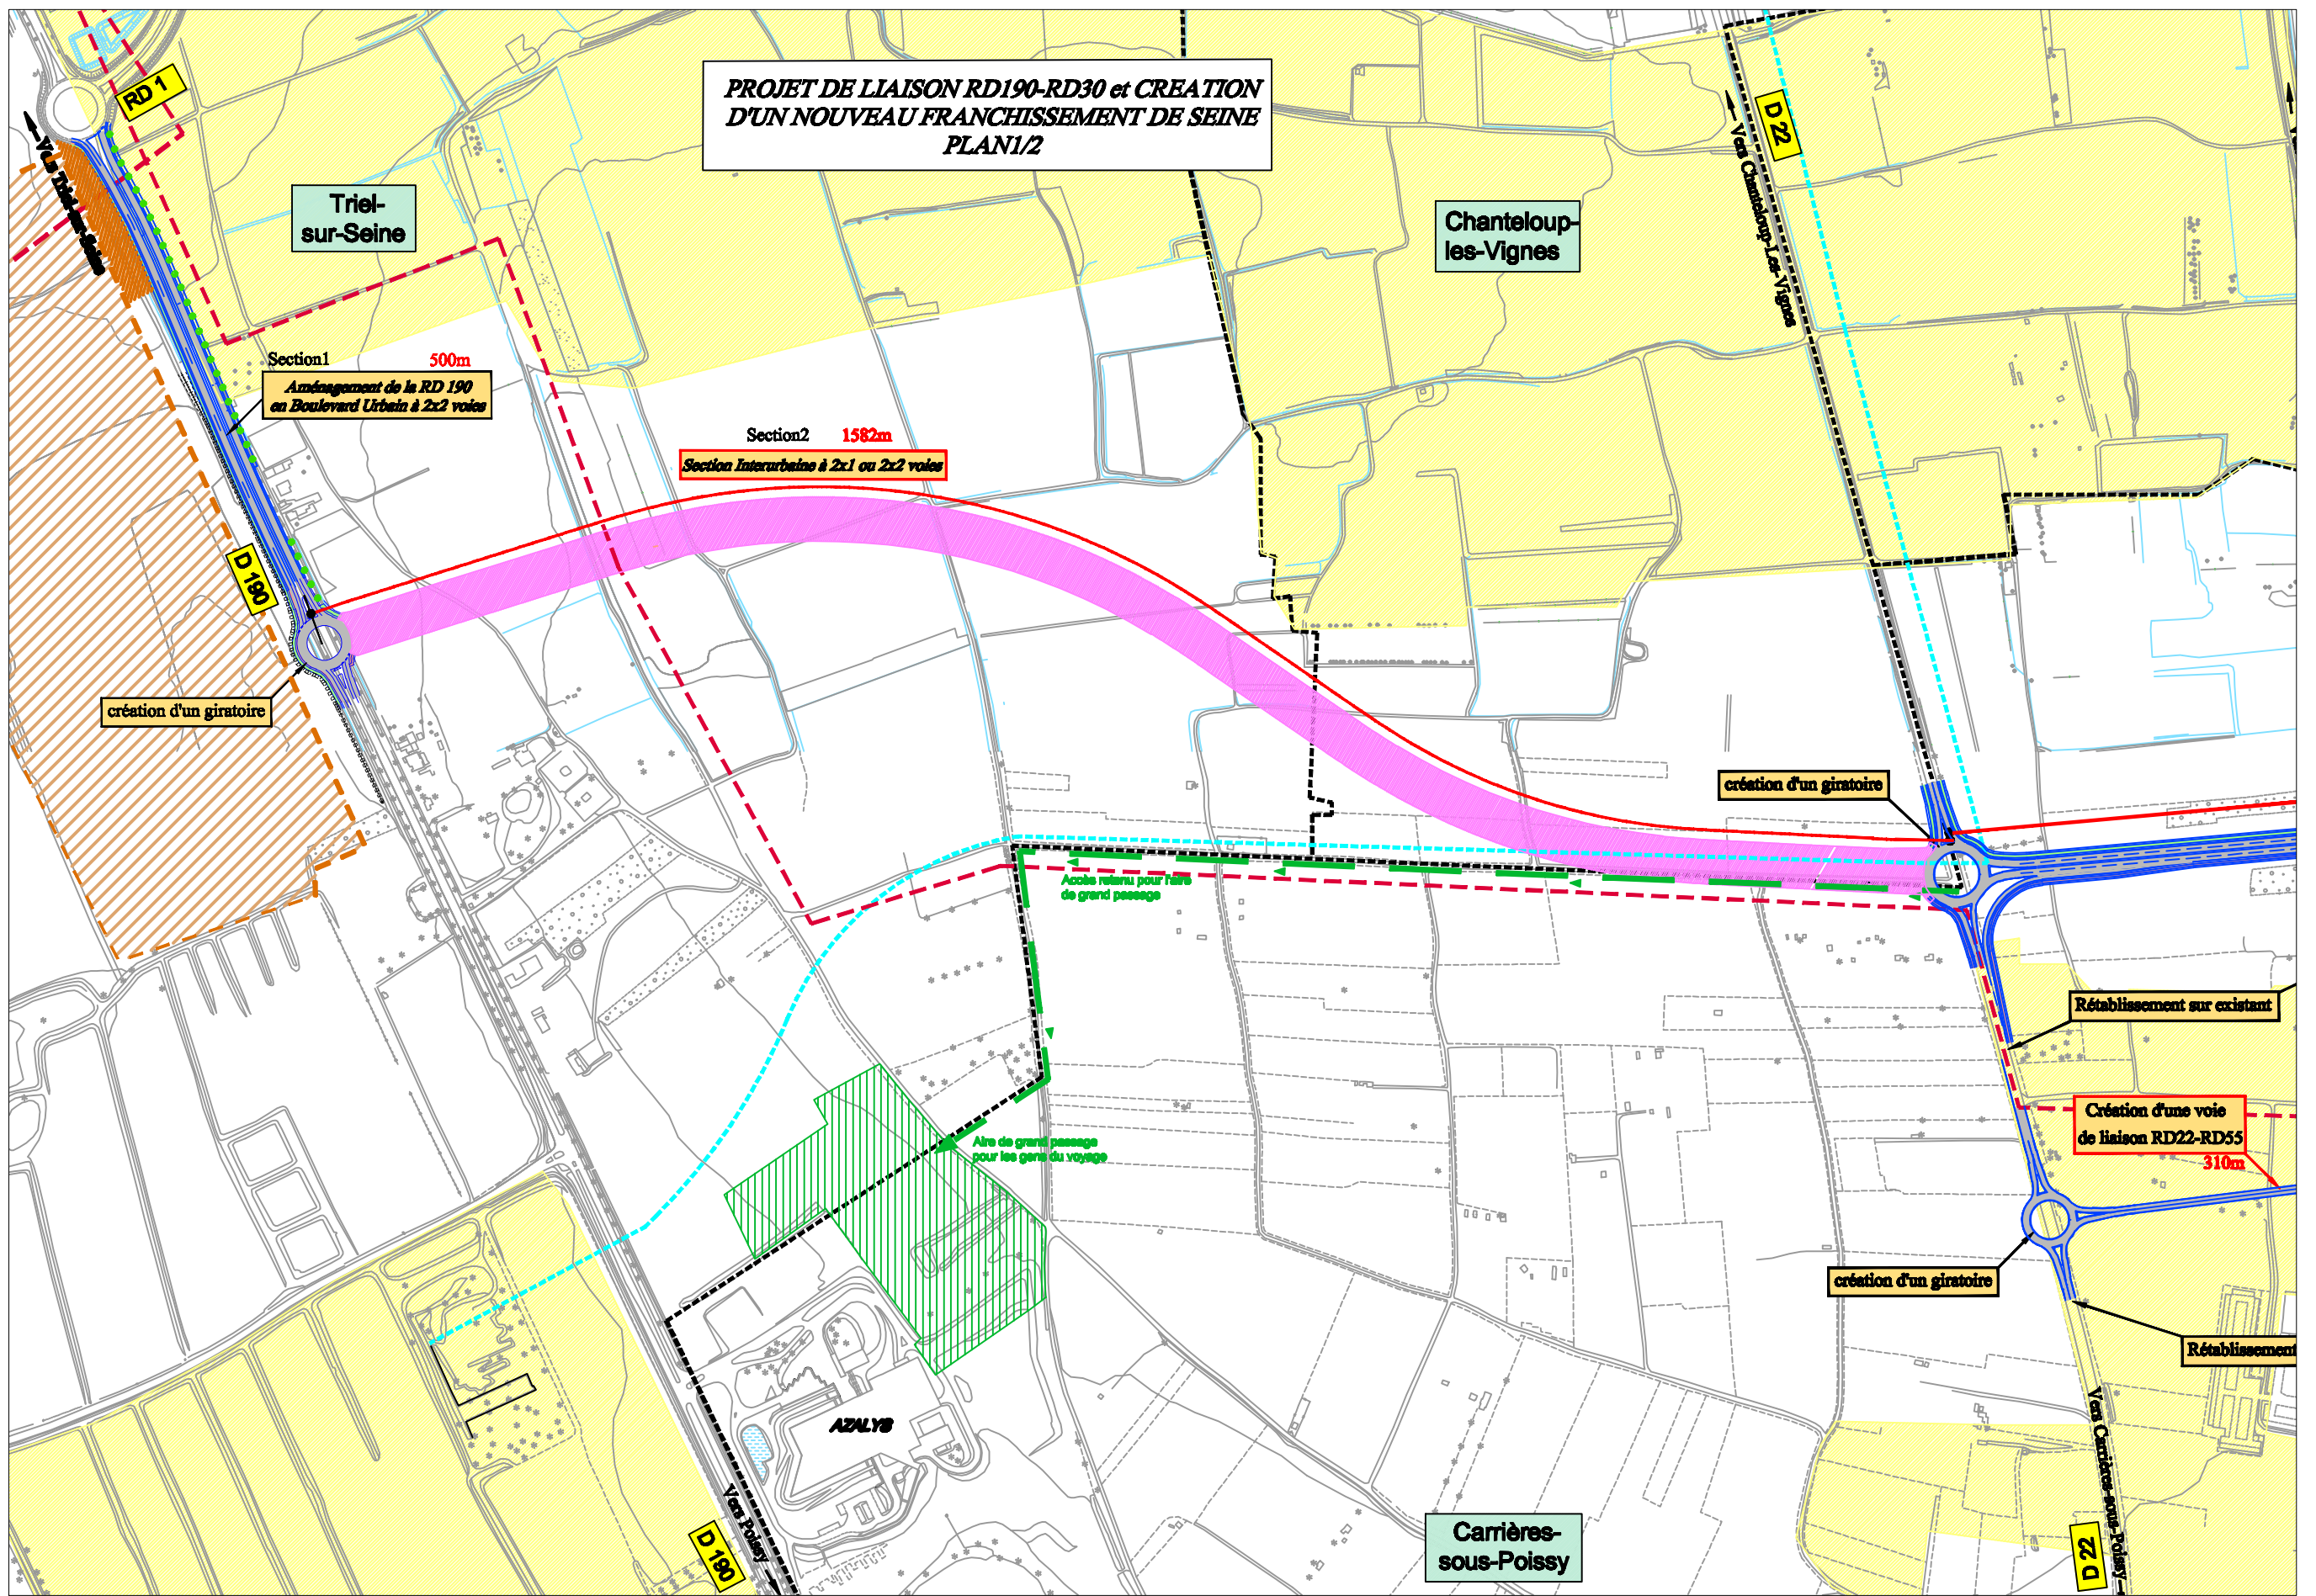 PROJET DE LIAISON RD190-RD30 et CREATION
D'UN NOUVEAU FRANCHISSEMENT DE SEINE
PLAN1/2
RD 1
D 22
Vers Triel-sur-Seine
Triel-
sur-Seine
Chanteloup-
les-Vignes
Vers Chanteloup-Les-Vignes
Section1
500m
Aménagement de la RD 190
en Boulevard Urbain à 2x2 voies
Section2
1582m
Section Interurbaine à 2x1 ou 2x2 voies
D 190
création d'un giratoire
création d'un giratoire
Accès retenu pour l'aire
de grand passage
Rétablissement sur existant
Création d'une voie
de liaison RD22-RD55
310m
Aire de grand passage
pour les gens du voyage
création d'un giratoire
Rétablissement
AZALYS
Vers Poissy
D 190
Carrières-
sous-Poissy
Vers Carrières-sous-Poissy
D 22